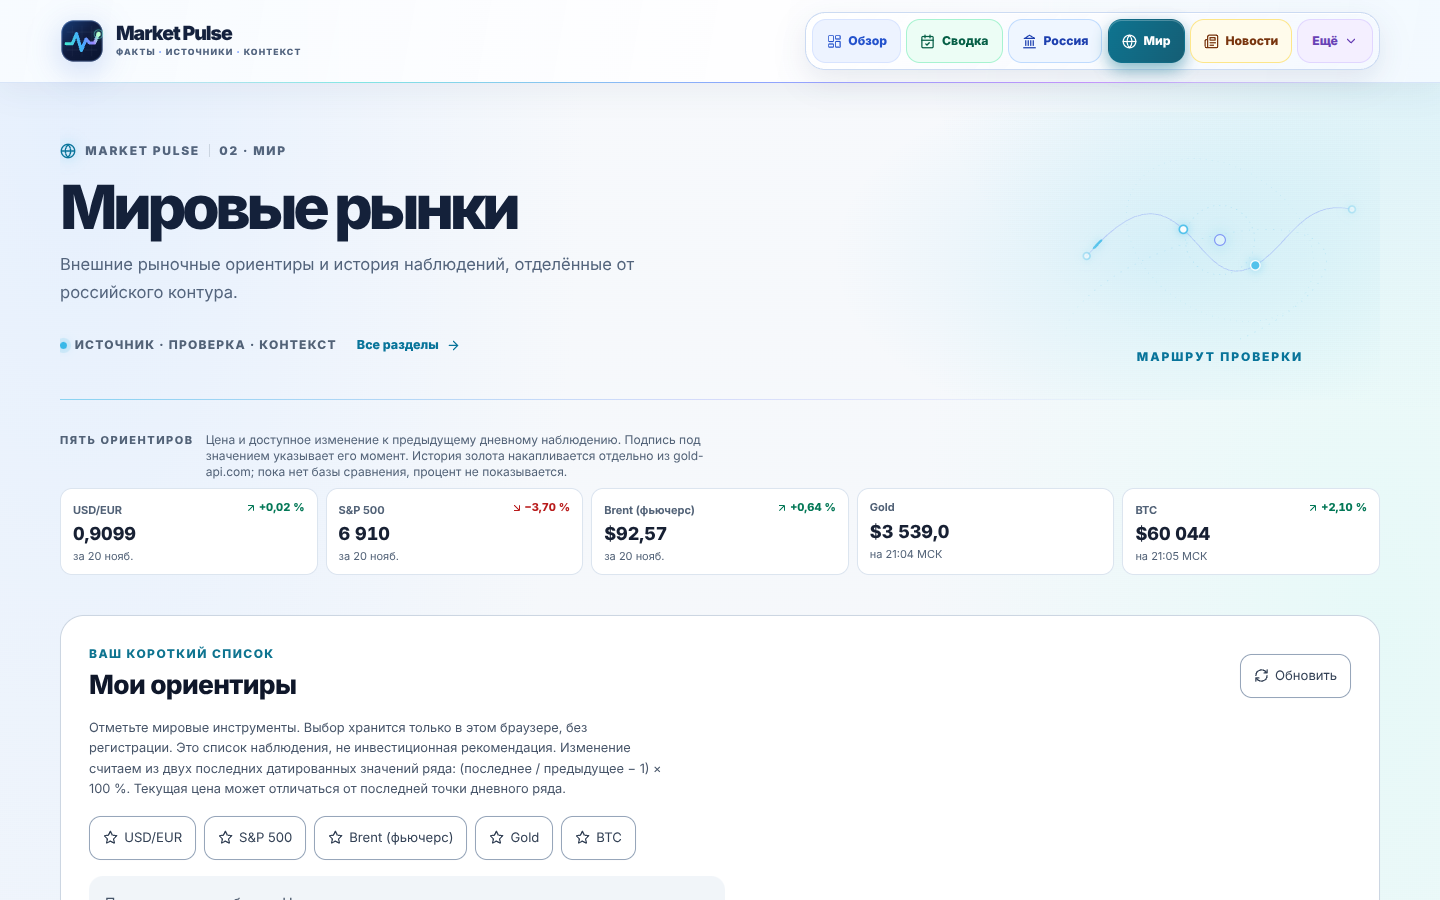 Market Pulse
ФАКТЫ · ИСТОЧНИКИ · КОНТЕКСТ
Обзор
Сводка
Россия
Мир
Новости
Ещё
MARKET PULSE | 02 · МИР
Мировые рынки
Внешние рыночные ориентиры и история наблюдений, отделённые от
российского контура.
ИСТОЧНИК · ПРОВЕРКА · КОНТЕКСТ
Все разделы
МАРШРУТ ПРОВЕРКИ
ПЯТЬ ОРИЕНТИРОВ
Цена и доступное изменение к предыдущему дневному наблюдению. Подпись под
значением указывает его момент. История золота накапливается отдельно из gold-
api.com; пока нет базы сравнения, процент не показывается.
USD/EUR
+0,02 %
0,9099
за 20 нояб.
S&P 500
−3,70 %
6 910
за 20 нояб.
Brent (фьючерс)
+0,64 %
$92,57
за 20 нояб.
Gold
$3 539,0
на 21:04 МСК
BTC
+2,10 %
$60 044
на 21:05 МСК
ВАШ КОРОТКИЙ СПИСОК
Мои ориентиры
Обновить
Отметьте мировые инструменты. Выбор хранится только в этом браузере, без
регистрации. Это список наблюдения, не инвестиционная рекомендация. Изменение
считаем из двух последних датированных значений ряда: (последнее / предыдущее − 1) ×
100 %. Текущая цена может отличаться от последней точки дневного ряда.
USD/EUR
S&P 500
Brent (фьючерс)
Gold
BTC